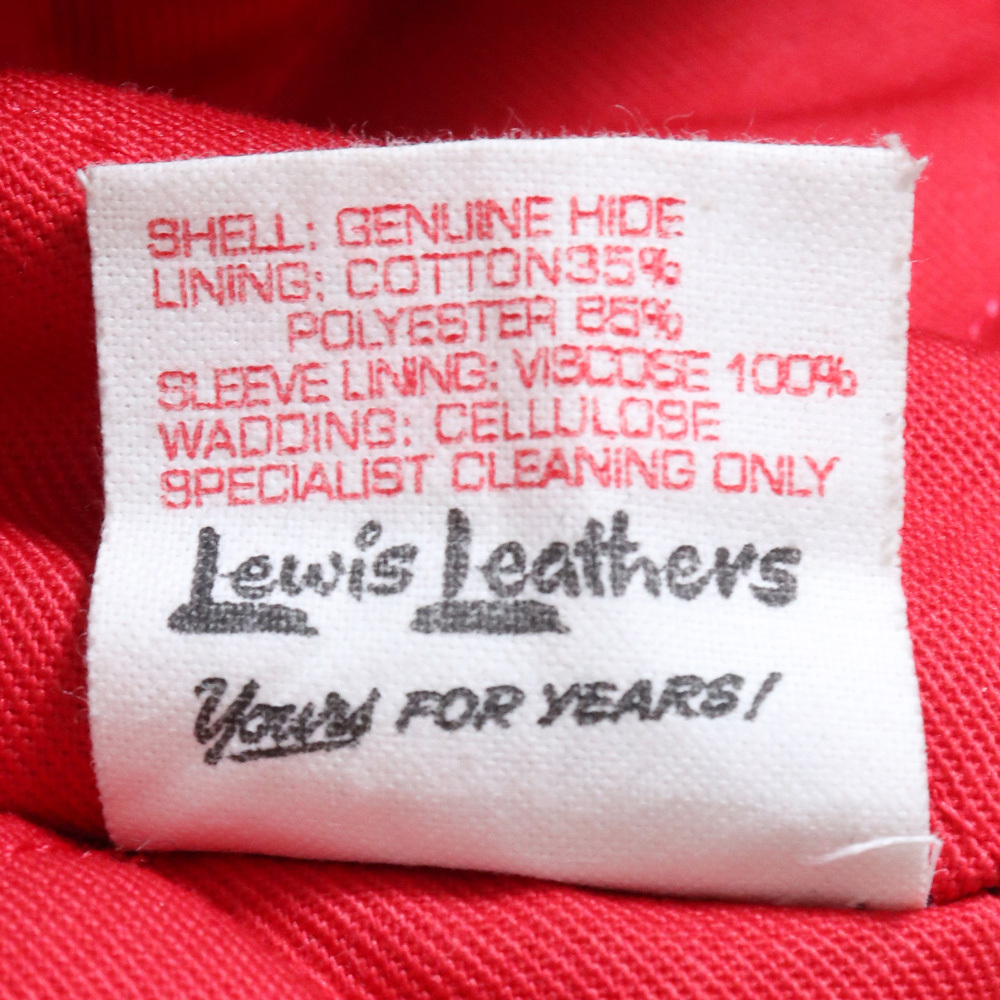 SHELL: GENUINE HIDE
LINING: COTTON35%
POLYESTER 65%
SLEEVE LINING: VISCOSE 100%
WADDING: CELLULOSE
SPECIALIST CLEANING ONLY
Lewis Leathers
Yours FOR YEARS!